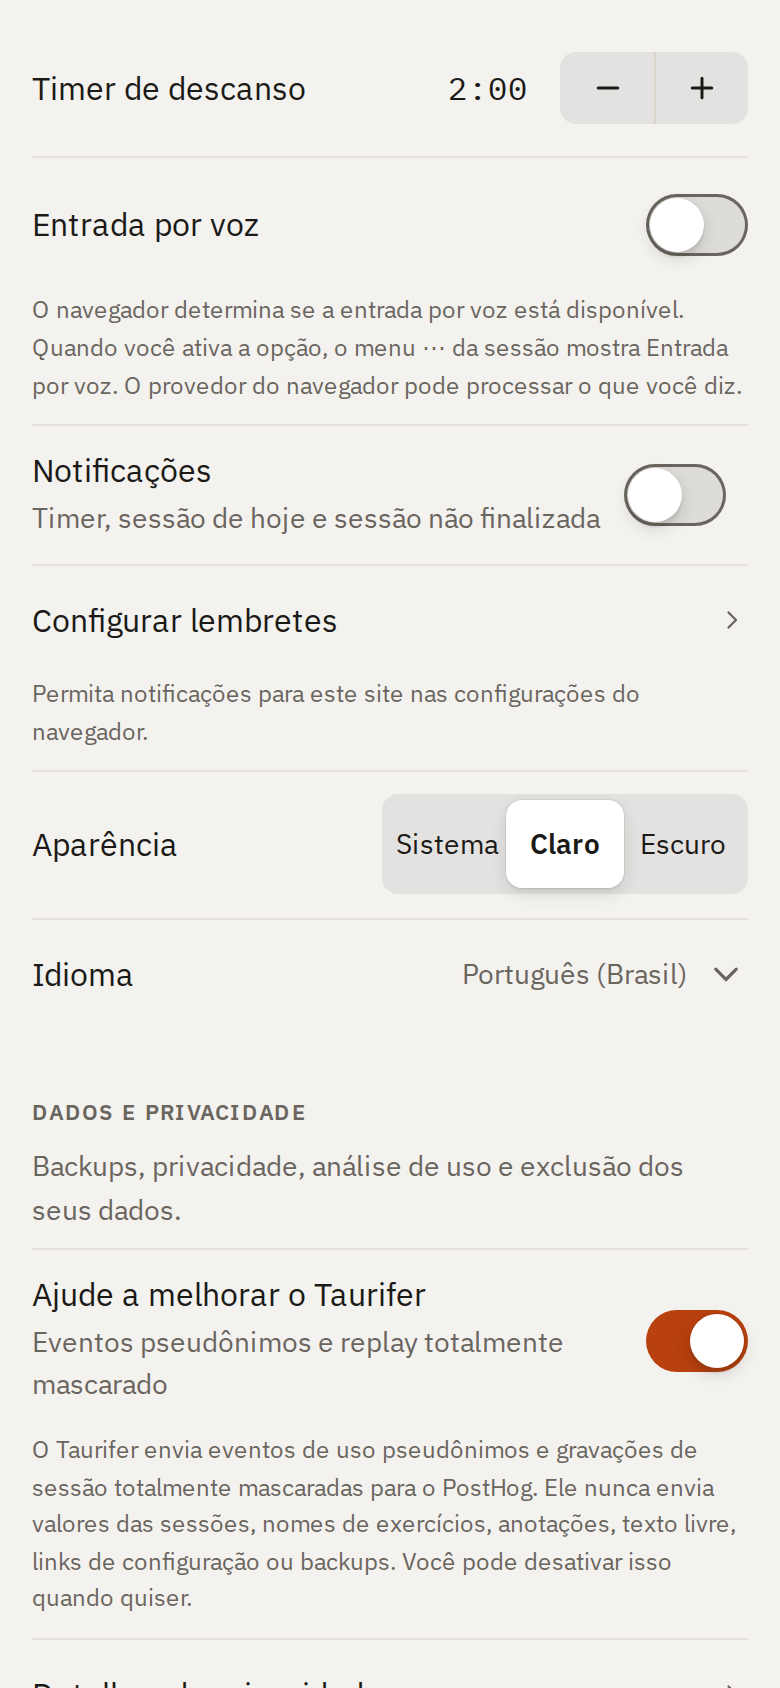 Timer de descanso 2:00 − +
Entrada por voz
O navegador determina se a entrada por voz está disponível.
Quando você ativa a opção, o menu ··· da sessão mostra Entrada
por voz. O provedor do navegador pode processar o que você diz.
Notificações
Timer, sessão de hoje e sessão não finalizada
Configurar lembretes
Permita notificações para este site nas configurações do
navegador.
Aparência Sistema Claro Escuro
Idioma Português (Brasil)
DADOS E PRIVACIDADE
Backups, privacidade, análise de uso e exclusão dos
seus dados.
Ajude a melhorar o Taurifer
Eventos pseudônimos e replay totalmente
mascarado
O Taurifer envia eventos de uso pseudônimos e gravações de
sessão totalmente mascaradas para o PostHog. Ele nunca envia
valores das sessões, nomes de exercícios, anotações, texto livre,
links de configuração ou backups. Você pode desativar isso
quando quiser.